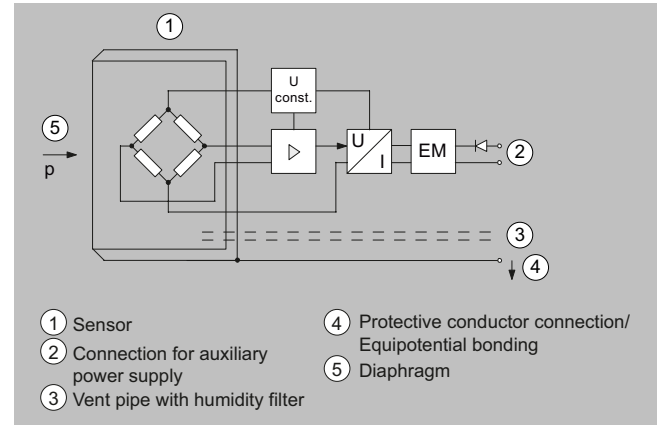 1
U
const.
5
p
U
I
EM
2
3
4
1 Sensor
2 Connection for auxiliary
power supply
3 Vent pipe with humidity filter
4 Protective conductor connection/
Equipotential bonding
5 Diaphragm